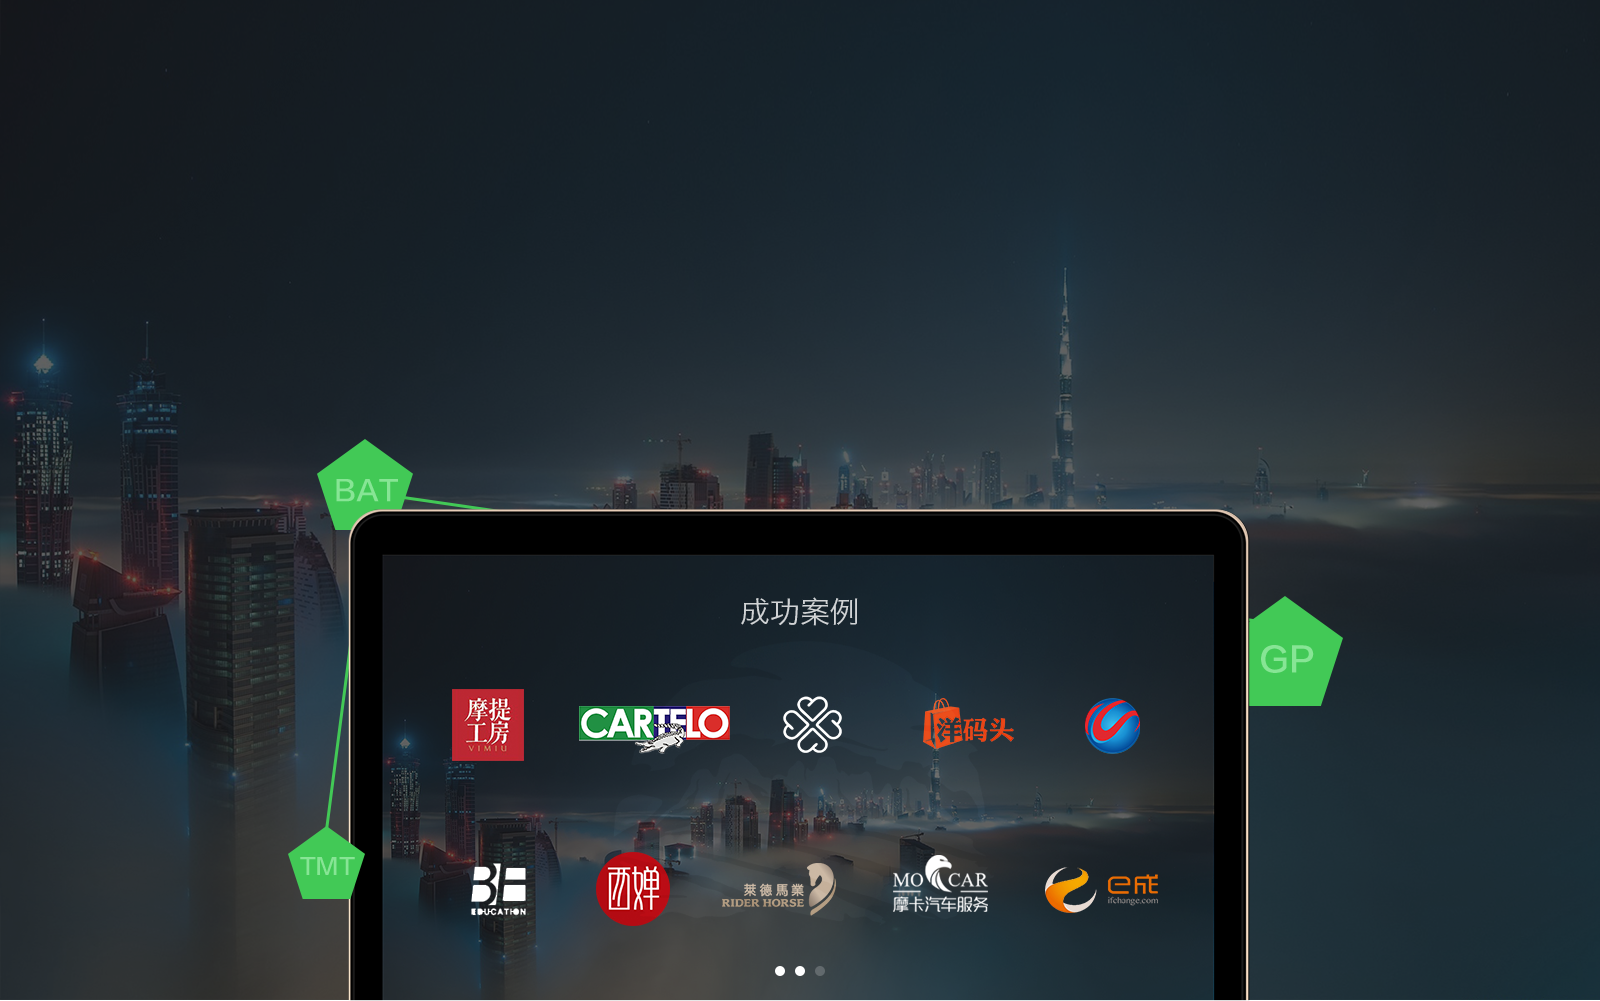 BAT
成功案例
GP
摩提
工房
VIMIU
CARTELO
洋码头
TMT
BE
EDUCATION
西婵
萊德馬業
RIDER HORSE
MOCAR
摩卡汽车服务
e成
ifchange.com